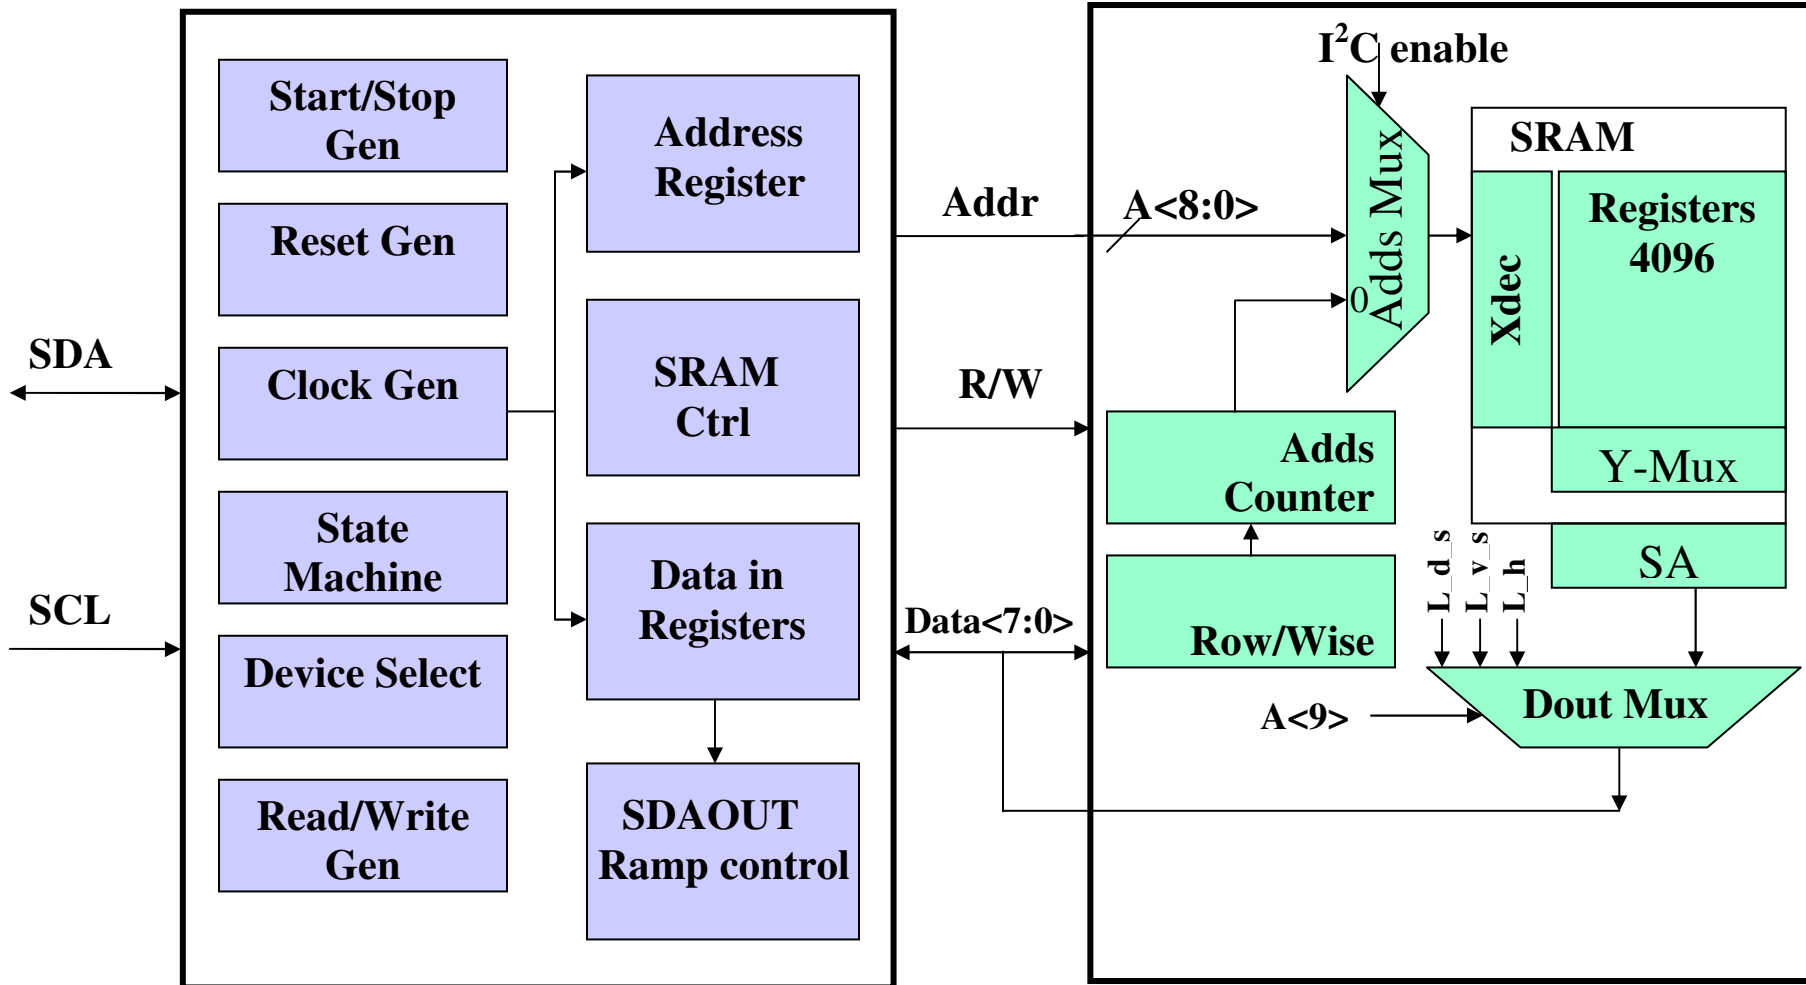 SDA
SCL
Start/Stop
Gen
Reset Gen
Clock Gen
State
Machine
Device Select
Read/Write
Gen
Address
Register
SRAM
Ctrl
Data in
Registers
SDAOUT
Ramp control
Addr
R/W
Data<7:0>
I²C enable
A<8:0>
Adds Mux
0
Adds
Counter
Row/Wise
SRAM
Xdec
Registers
4096
Y-Mux
SA
L_d_s
L_v_s
L_h
A<9>
Dout Mux